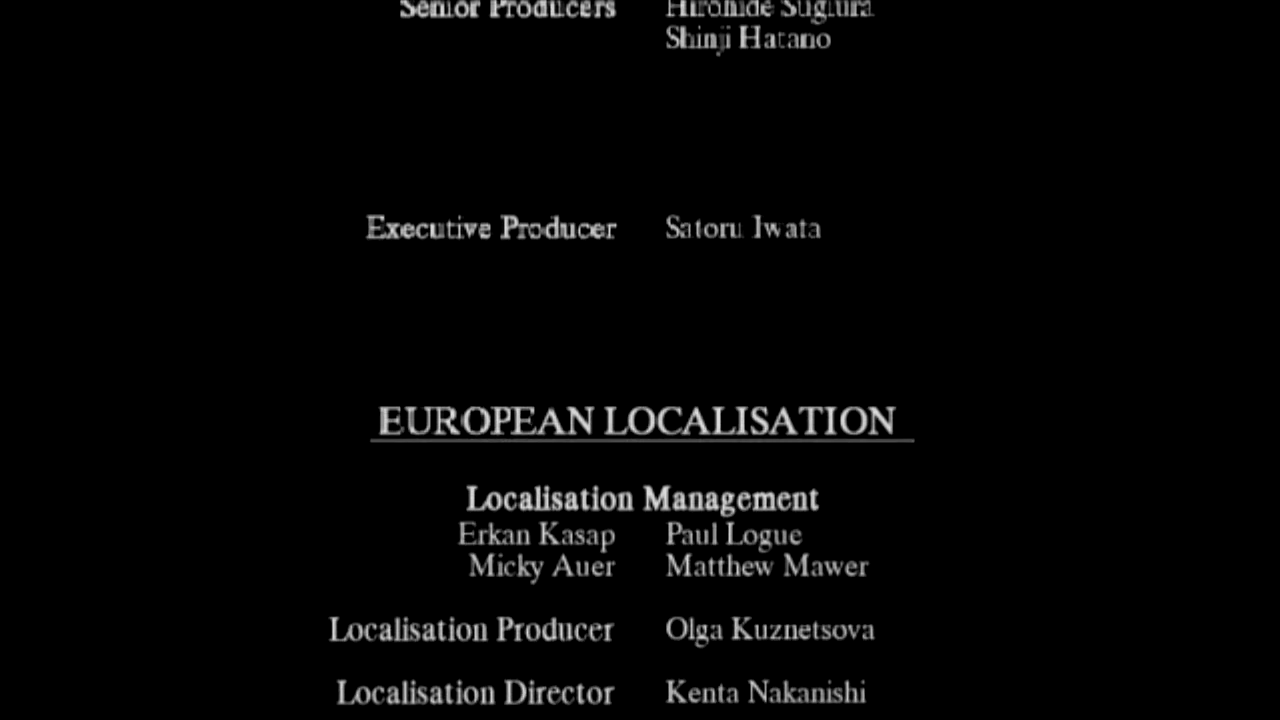 Senior Producers Hirohide Sugiura
Shinji Hatano
Executive Producer Satoru Iwata
EUROPEAN LOCALISATION
Localisation Management
Erkan Kasap Paul Logue
Micky Auer Matthew Mawer
Localisation Producer Olga Kuznetsova
Localisation Director Kenta Nakanishi